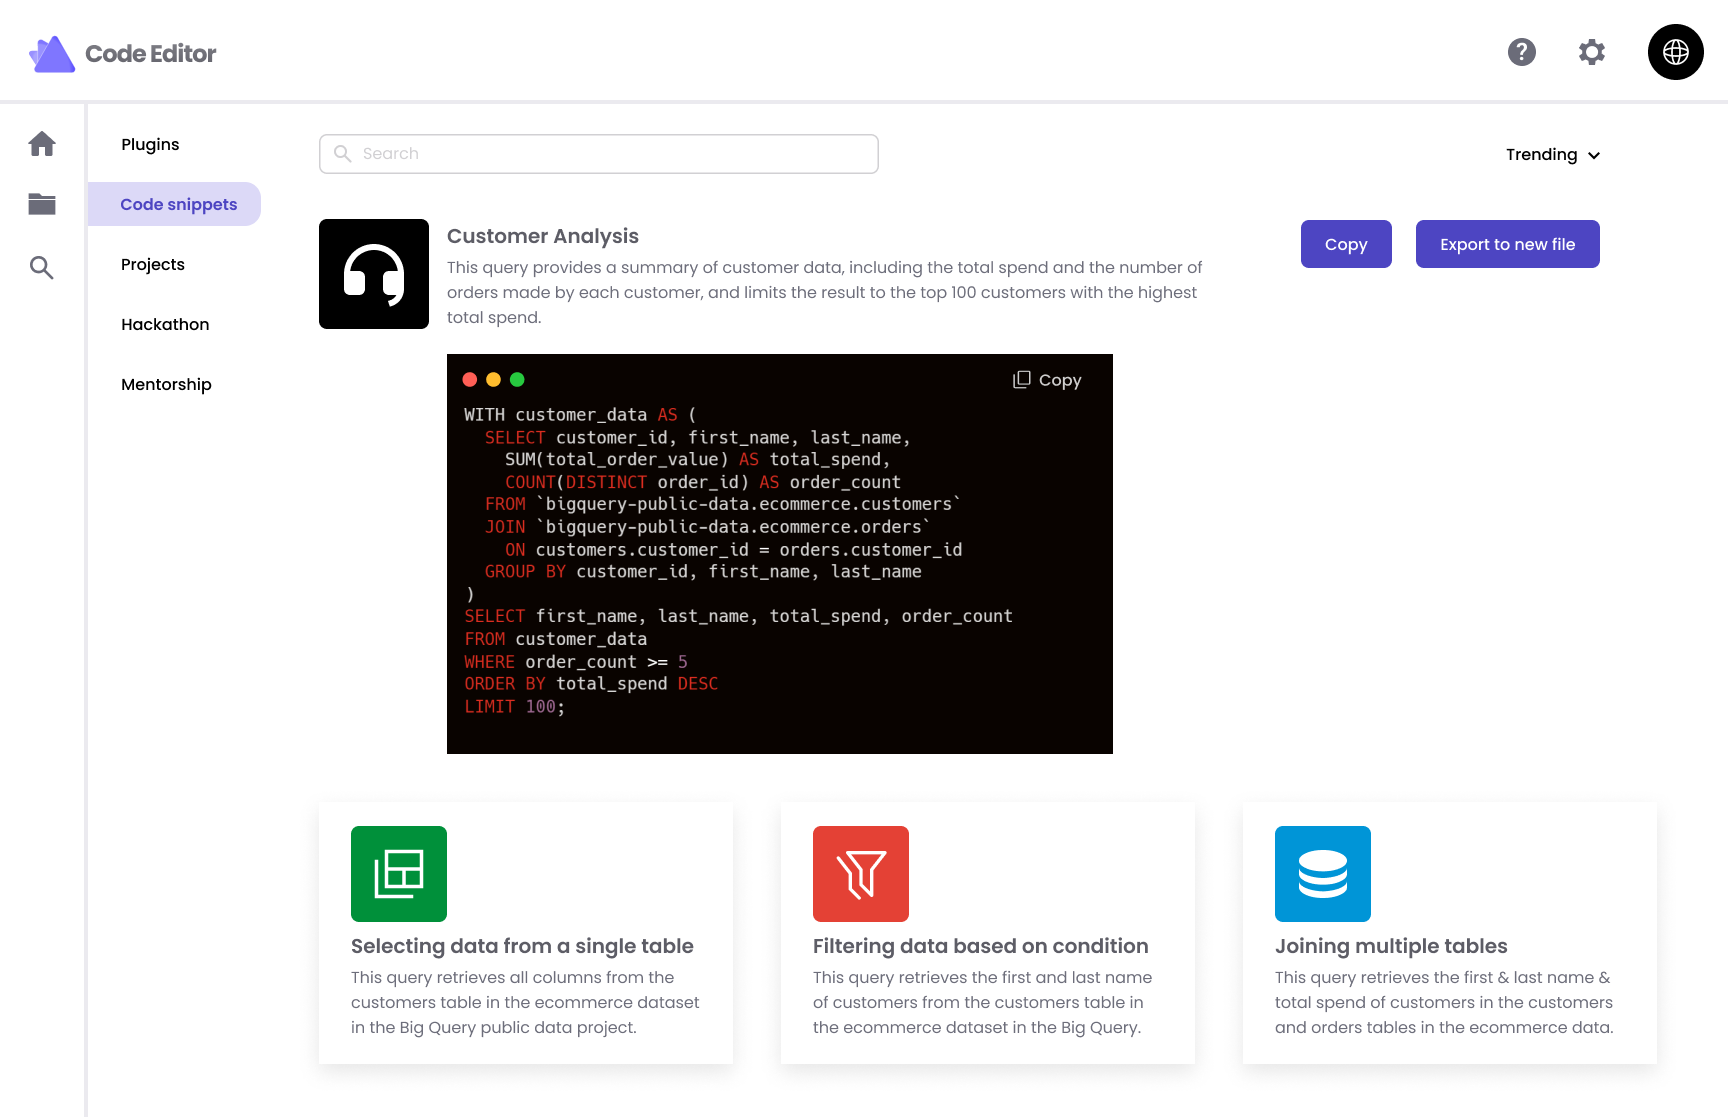 Code Editor
Plugins
Code snippets
Projects
Hackathon
Mentorship
Search
Trending
Customer Analysis
This query provides a summary of customer data, including the total spend and the number of
orders made by each customer, and limits the result to the top 100 customers with the highest
total spend.
Copy
Export to new file
Copy
WITH customer_data AS (
  SELECT customer_id, first_name, last_name,
    SUM(total_order_value) AS total_spend,
    COUNT(DISTINCT order_id) AS order_count
  FROM `bigquery-public-data.ecommerce.customers`
  JOIN `bigquery-public-data.ecommerce.orders`
    ON customers.customer_id = orders.customer_id
  GROUP BY customer_id, first_name, last_name
)
SELECT first_name, last_name, total_spend, order_count
FROM customer_data
WHERE order_count >= 5
ORDER BY total_spend DESC
LIMIT 100;
Selecting data from a single table
This query retrieves all columns from the
customers table in the ecommerce dataset
in the Big Query public data project.
Filtering data based on condition
This query retrieves the first and last name
of customers from the customers table in
the ecommerce dataset in the Big Query.
Joining multiple tables
This query retrieves the first & last name &
total spend of customers in the customers
and orders tables in the ecommerce data.